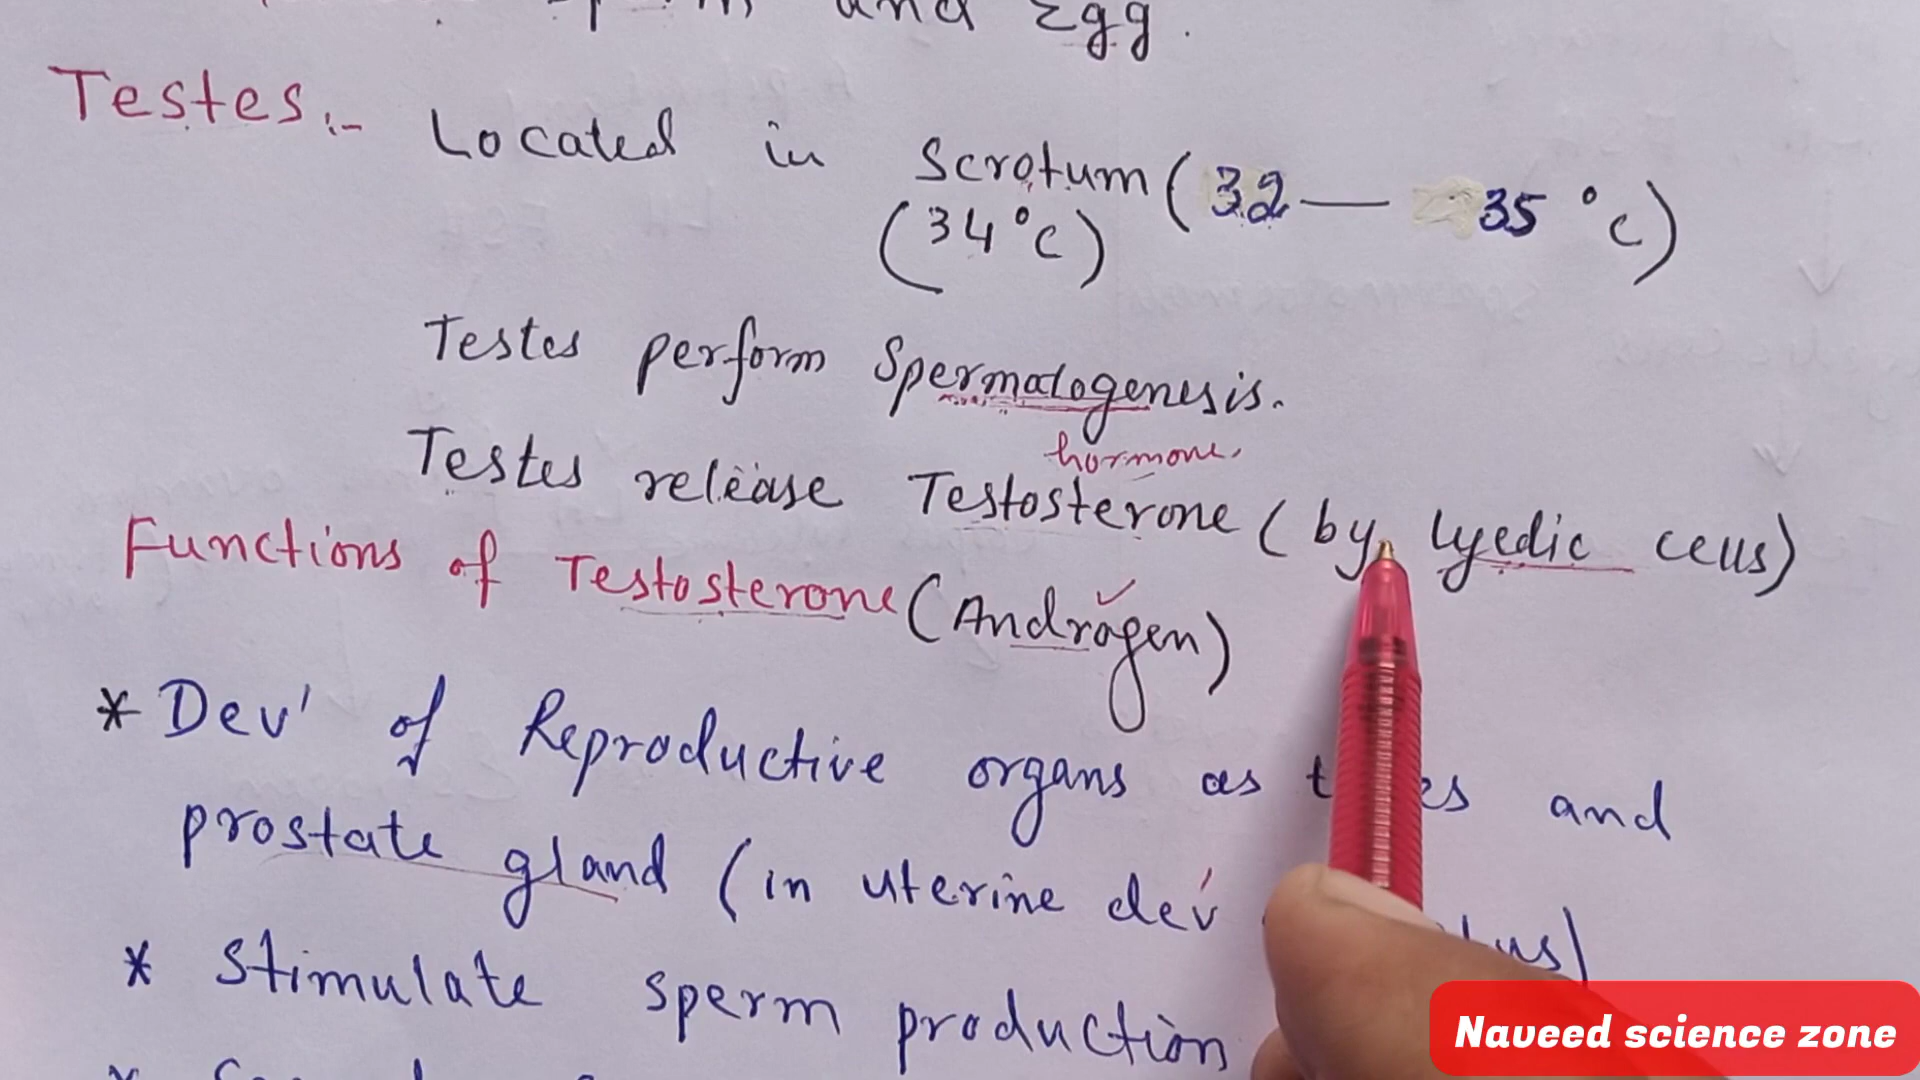 and Egg.
Testes :-
Located in Scrotum (32 — 35 °C)
(34°C)
Testes perform Spermatogenesis.
hormone,
Testes release Testosterone (by Lyedic cells)
Functions of Testosterone (Androgen)
* Dev' of Reproductive organs as and
prostate gland (in uterine dev'
* Stimulate sperm production
Naveed science zone